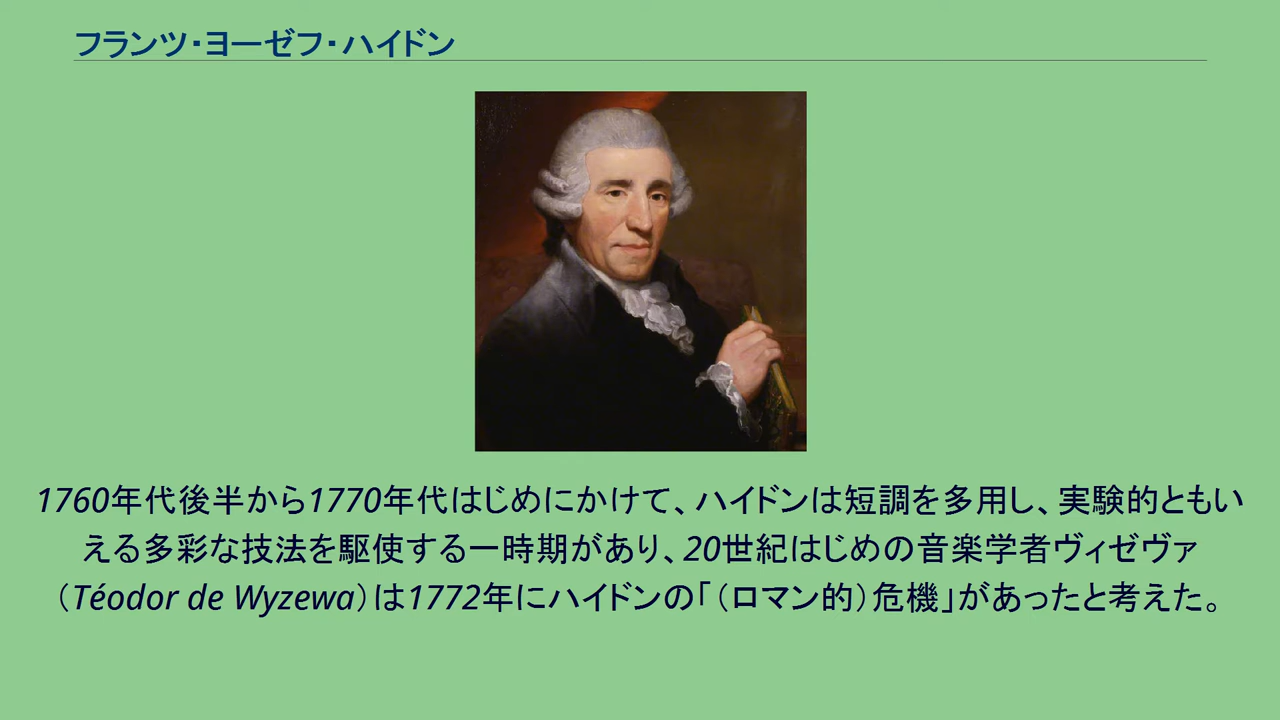 フランツ・ヨーゼフ・ハイドン
1760年代後半から1770年代はじめにかけて、ハイドンは短調を多用し、実験的ともい
える多彩な技法を駆使する一時期があり、20世紀はじめの音楽学者ヴィゼヴァ
（Téodor de Wyzewa）は1772年にハイドンの「（ロマン的）危機」があったと考えた。